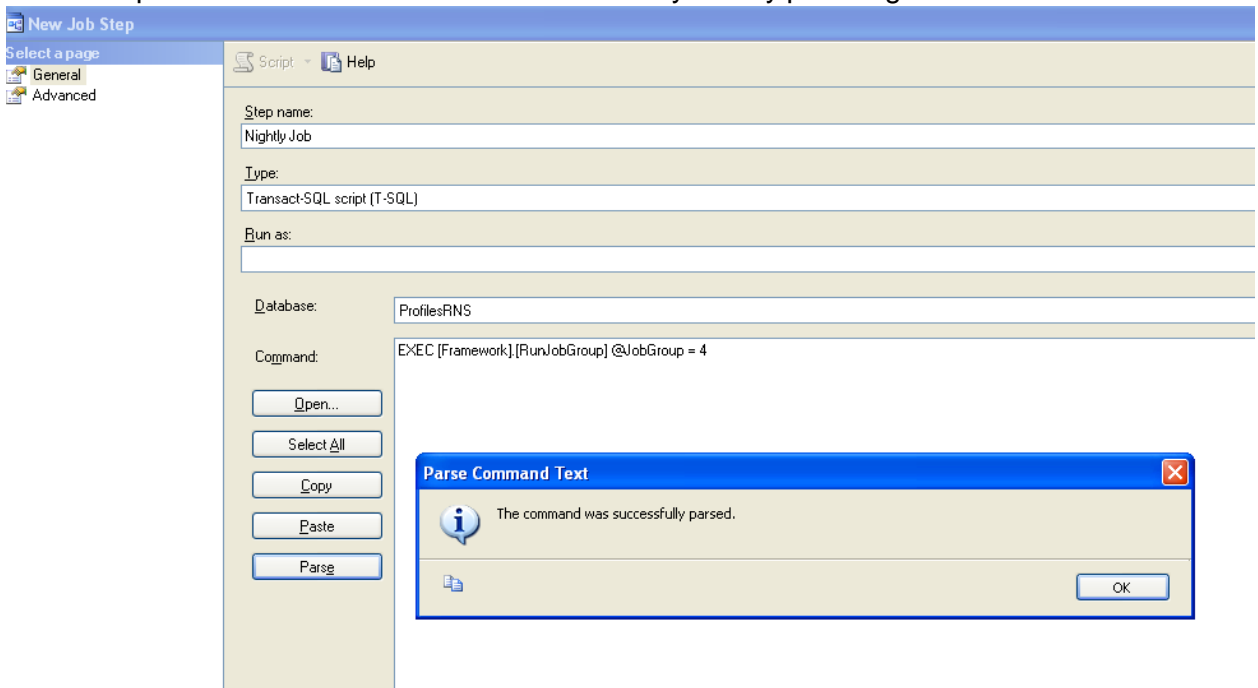 New Job Step
Select a page
General
Advanced
Script Help
Step name:
Nightly Job
Type:
Transact-SQL script (T-SQL)
Run as:
Database:
ProfilesRNS
Command:
EXEC [Framework].[RunJobGroup] @JobGroup = 4
Open...
Select All
Copy
Paste
Parse
Parse Command Text
The command was successfully parsed.
OK